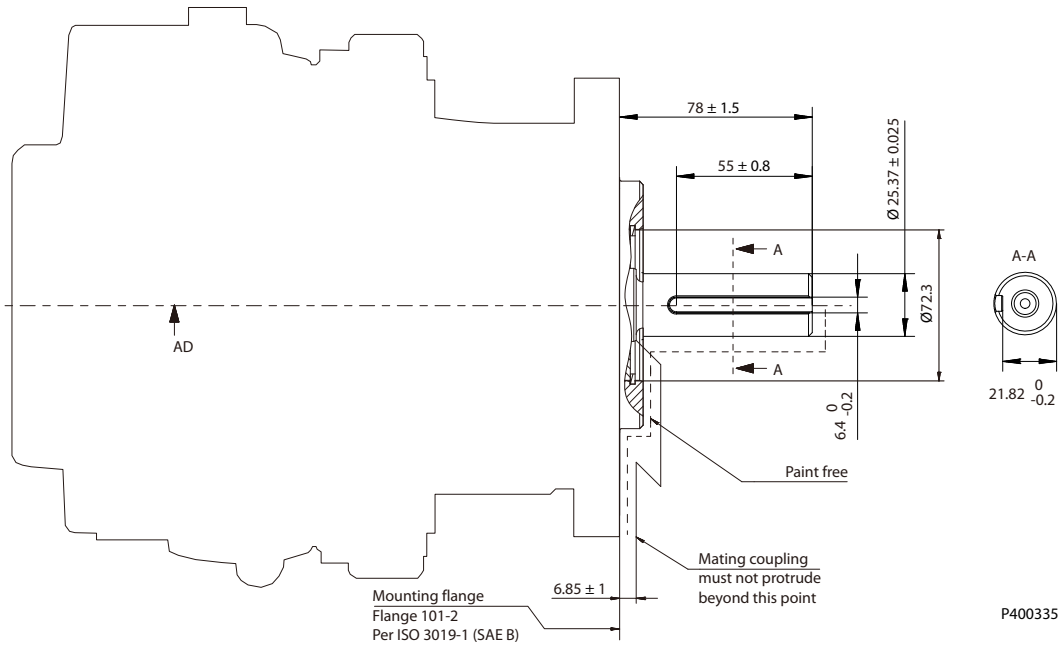 78 ± 1.5
55 ± 0.8
Ø 25.37 ± 0.025
A
A-A
Ø72.3
AD
A
21.82 0 -0.2
6.4 0 -0.2
Paint free
Mating coupling
must not protrude
beyond this point
6.85 ± 1
Mounting flange
Flange 101-2
Per ISO 3019-1 (SAE B)
P400335